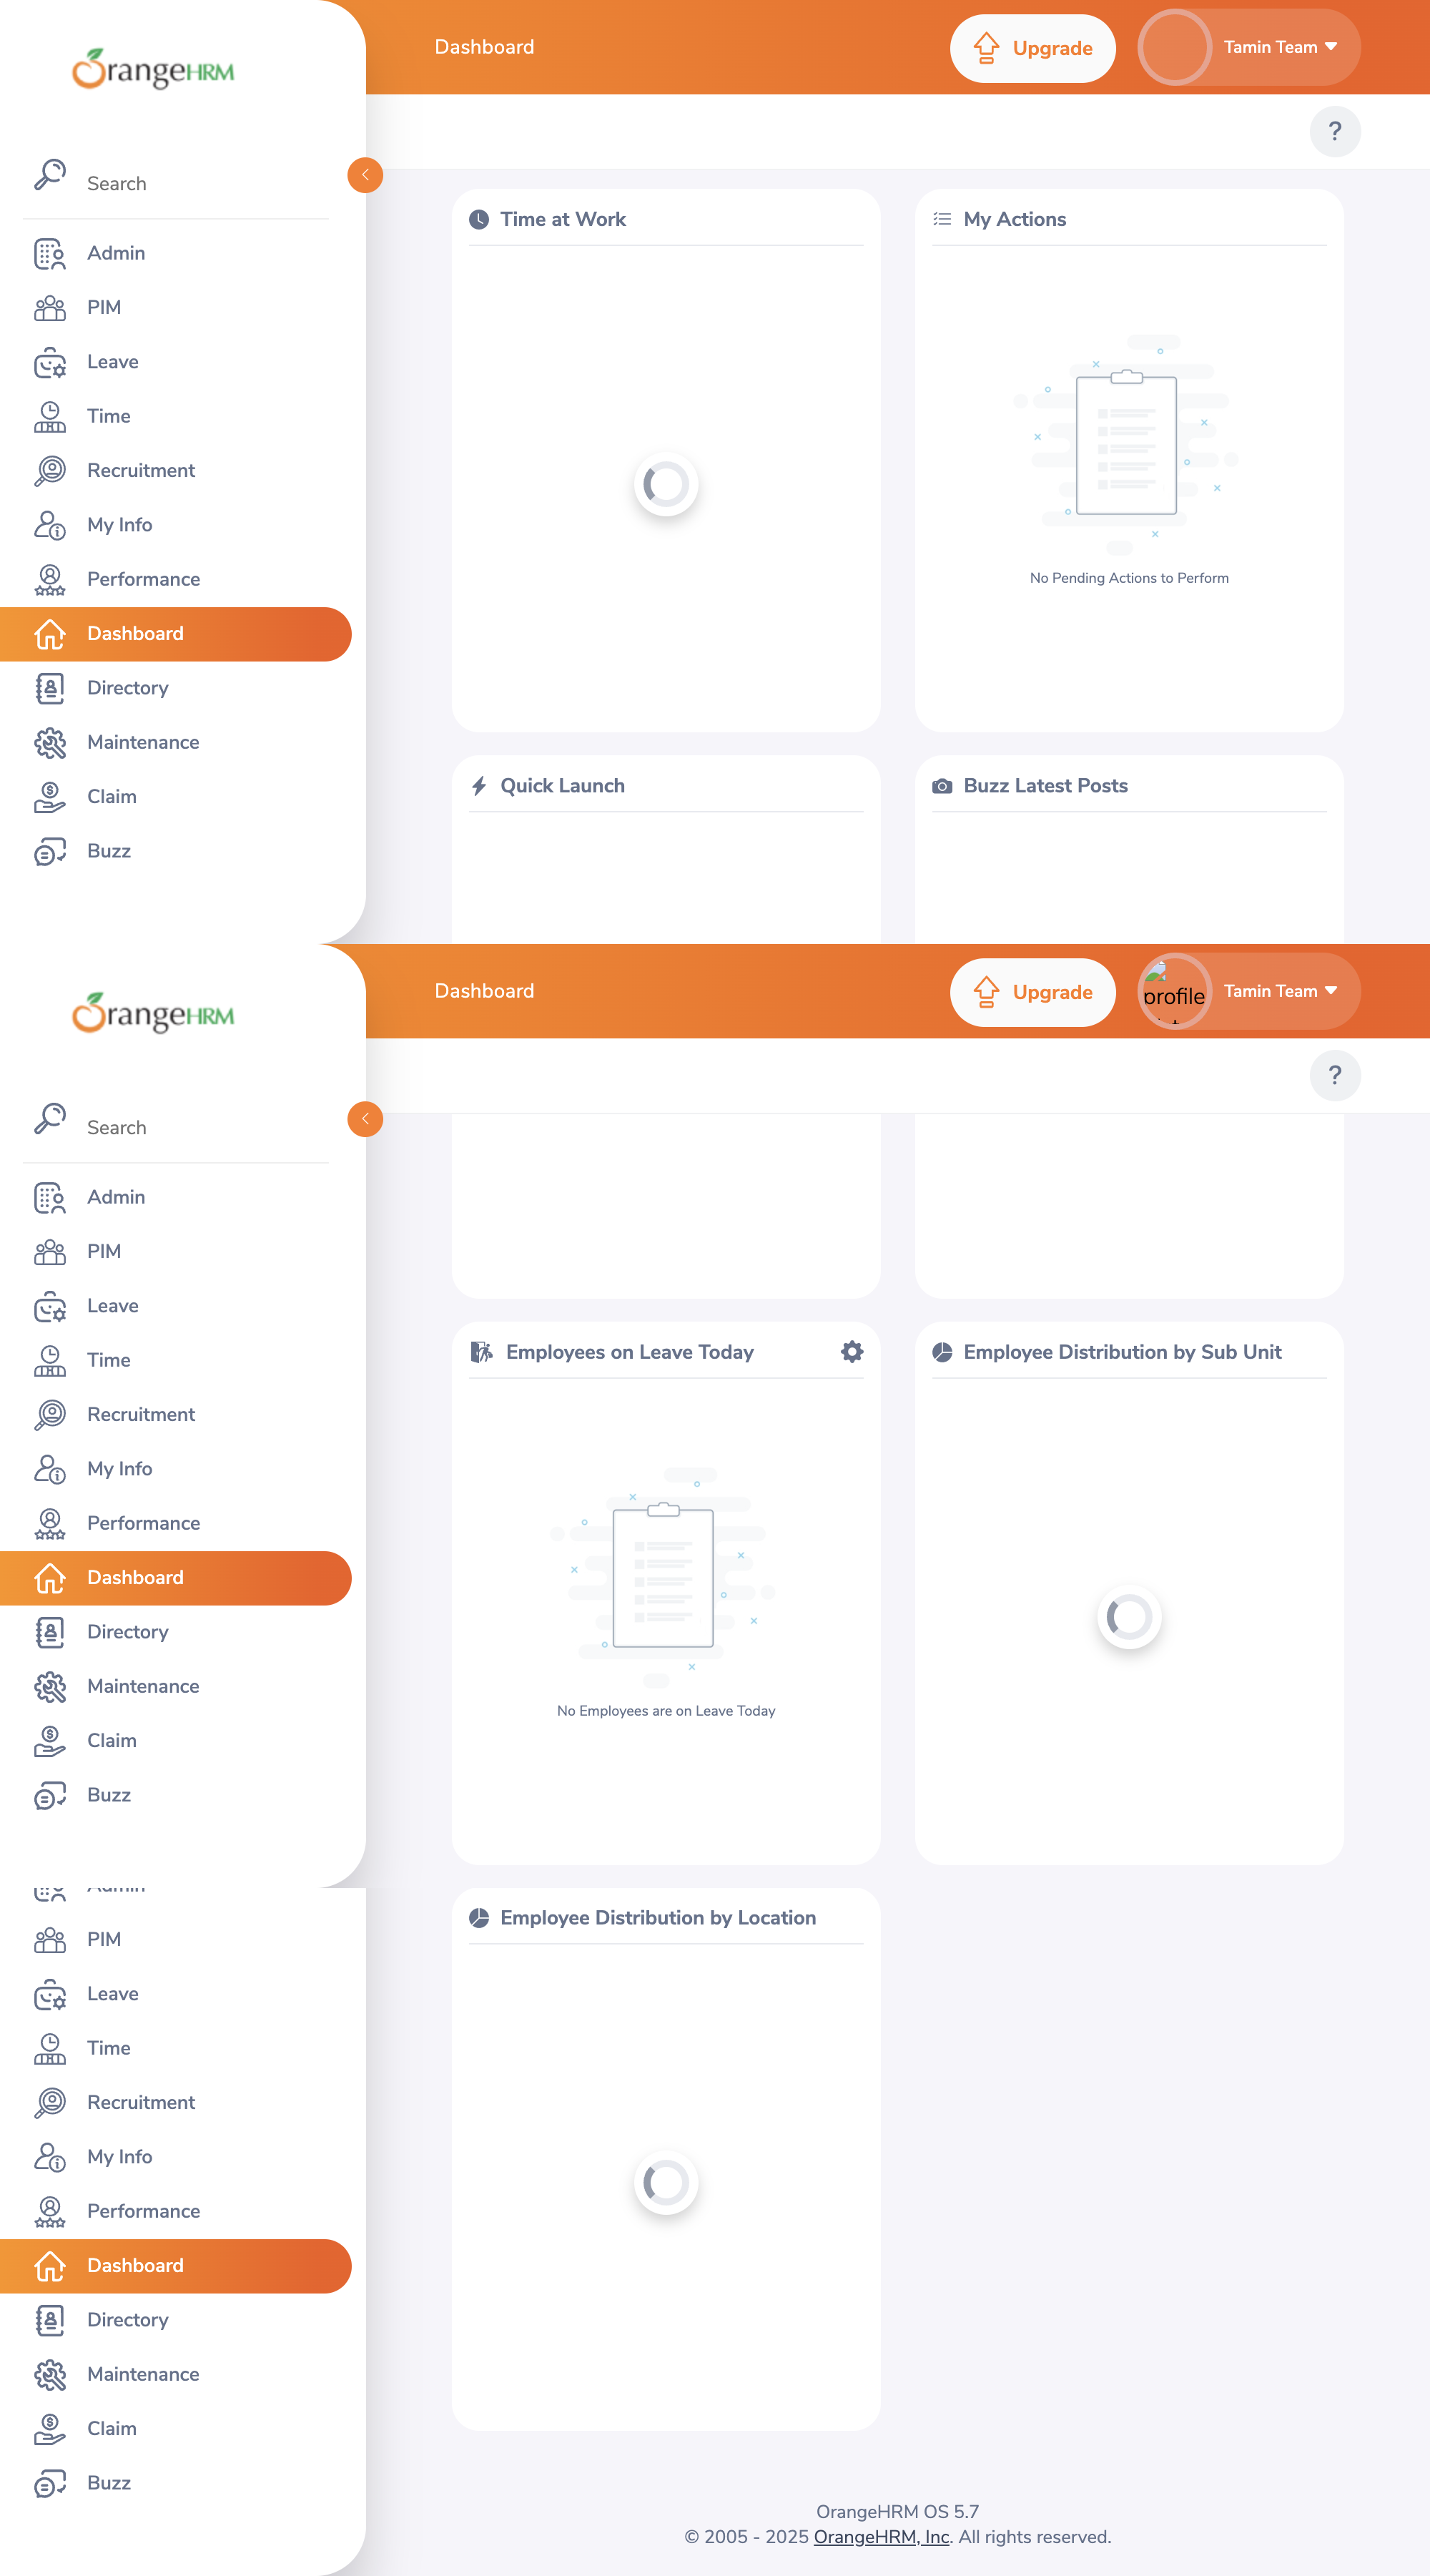 OrangeHRM
Dashboard
Upgrade
Tamin Team
?
Search
Admin
PIM
Leave
Time
Recruitment
My Info
Performance
Dashboard
Directory
Maintenance
Claim
Buzz
Time at Work
My Actions
No Pending Actions to Perform
Quick Launch
Buzz Latest Posts
OrangeHRM
Dashboard
Upgrade
profile
Tamin Team
?
Search
Admin
PIM
Leave
Time
Recruitment
My Info
Performance
Dashboard
Directory
Maintenance
Claim
Buzz
Employees on Leave Today
No Employees are on Leave Today
Employee Distribution by Sub Unit
Admin
PIM
Leave
Time
Recruitment
My Info
Performance
Dashboard
Directory
Maintenance
Claim
Buzz
Employee Distribution by Location
OrangeHRM OS 5.7
© 2005 - 2025 OrangeHRM, Inc. All rights reserved.